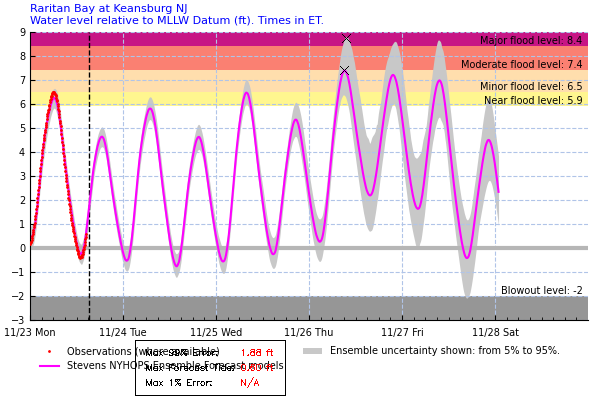 Raritan Bay at Keansburg NJ
Water level relative to MLLW Datum (ft). Times in ET.
9
8
7
6
5
4
3
2
1
0
−1
−2
−3
Major flood level: 8.4
Moderate flood level: 7.4
Minor flood level: 6.5
Near flood level: 5.9
Blowout level: -2
11/23 Mon 11/24 Tue 11/25 Wed 11/26 Thu 11/27 Fri 11/28 Sat
Observations (where available)
Stevens NYHOPS Ensemble Forecast models
Ensemble uncertainty shown: from 5% to 95%.
Max Forecast Tide:
Max 1% Error: N/A